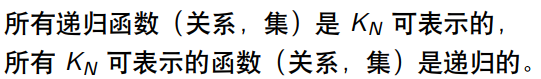 所有递归函数（关系，集）是 K_N 可表示的，
所有 K_N 可表示的函数（关系，集）是递归的。